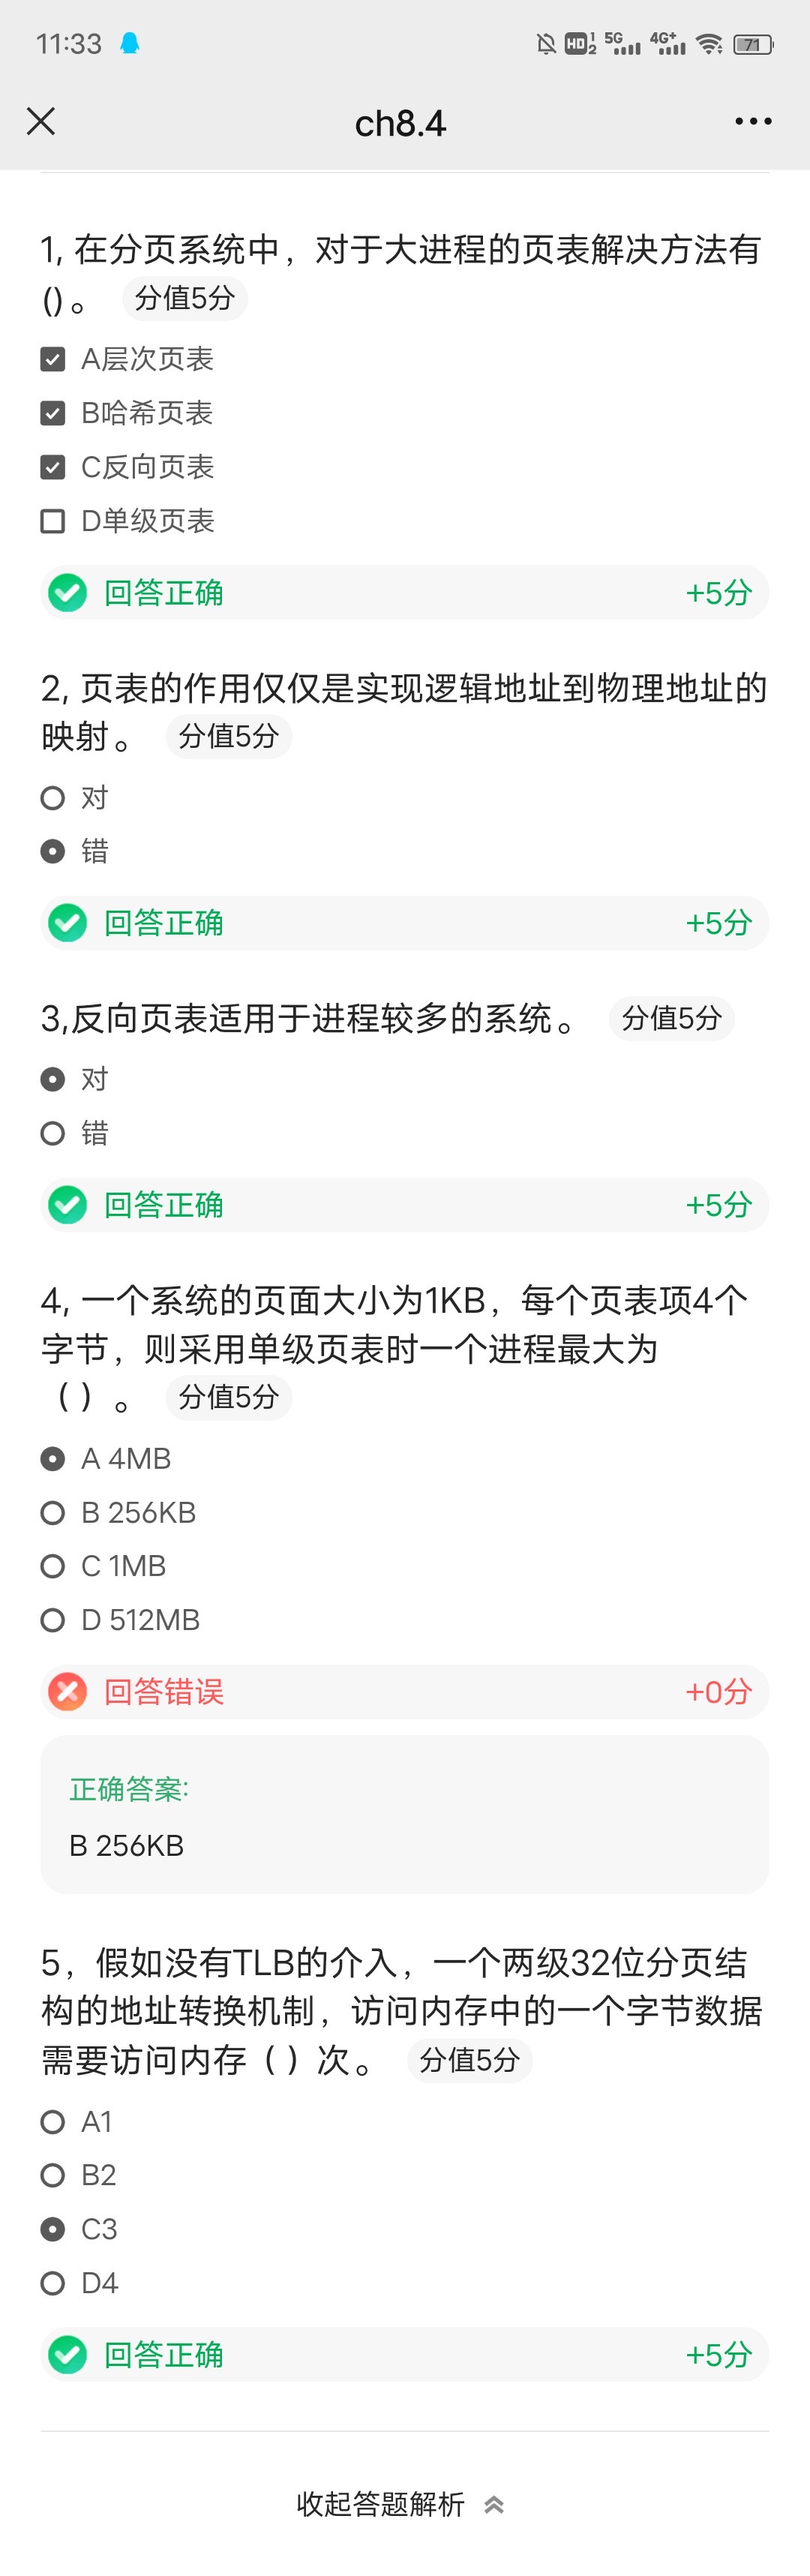 11:33
HD 1 2 5G 4G+ 71
ch8.4
1, 在分页系统中，对于大进程的页表解决方法有
()。 分值5分
A层次页表
B哈希页表
C反向页表
D单级页表
回答正确 +5分
2, 页表的作用仅仅是实现逻辑地址到物理地址的
映射。 分值5分
对
错
回答正确 +5分
3,反向页表适用于进程较多的系统。 分值5分
对
错
回答正确 +5分
4, 一个系统的页面大小为1KB，每个页表项4个
字节，则采用单级页表时一个进程最大为
（ ）。 分值5分
A 4MB
B 256KB
C 1MB
D 512MB
回答错误 +0分
正确答案:
B 256KB
5，假如没有TLB的介入，一个两级32位分页结
构的地址转换机制，访问内存中的一个字节数据
需要访问内存（ ）次。 分值5分
A1
B2
C3
D4
回答正确 +5分
收起答题解析